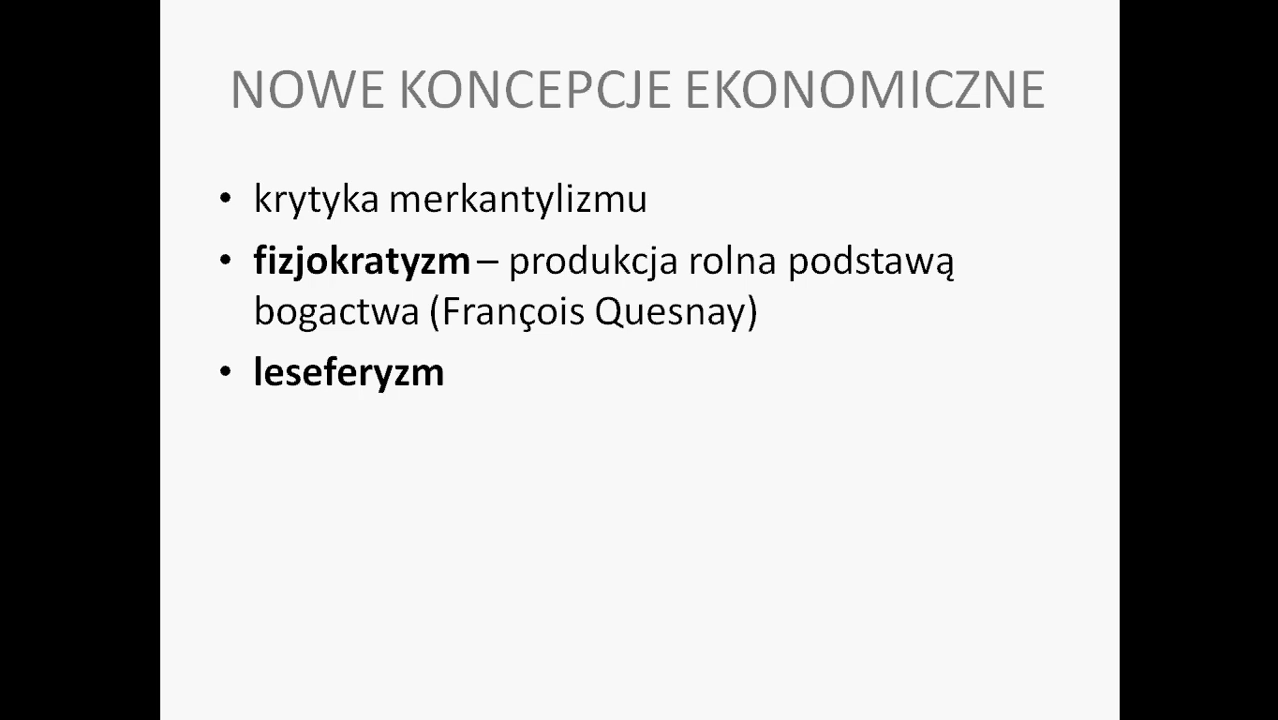 NOWE KONCEPCJE EKONOMICZNE
• krytyka merkantylizmu
• fizjokratyzm – produkcja rolna podstawą
bogactwa (François Quesnay)
• leseferyzm